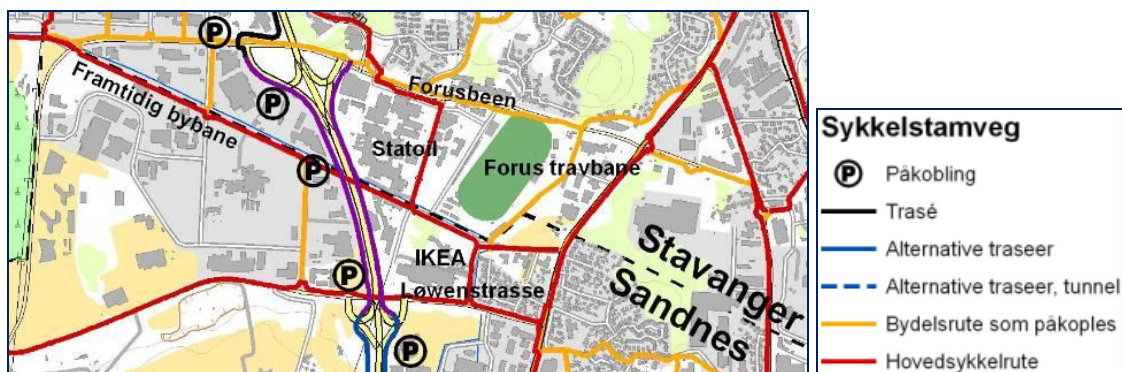 P
P
P
P
P
Framtidig bybane
Forusbeen
Statoil
Forus travbane
IKEA
Løwenstrasse
Stavanger
Sandnes
Sykkelstamveg
P Påkobling
Trasé
Alternative traseer
Alternative traseer, tunnel
Bydelsrute som påkoples
Hovedsykkelrute